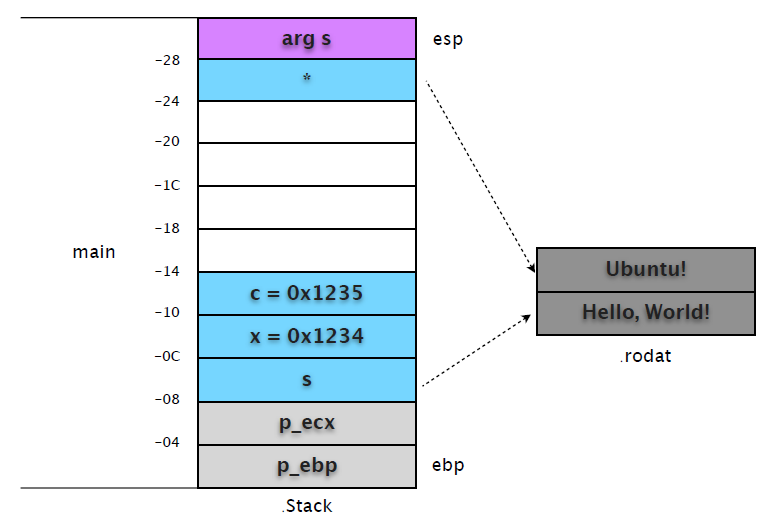 arg s
esp
-28
*
-24
-20
-1C
-18
main
-14
c = 0x1235
-10
x = 0x1234
-0C
s
-08
p_ecx
-04
p_ebp
ebp
.Stack
Ubuntu!
Hello, World!
.rodat